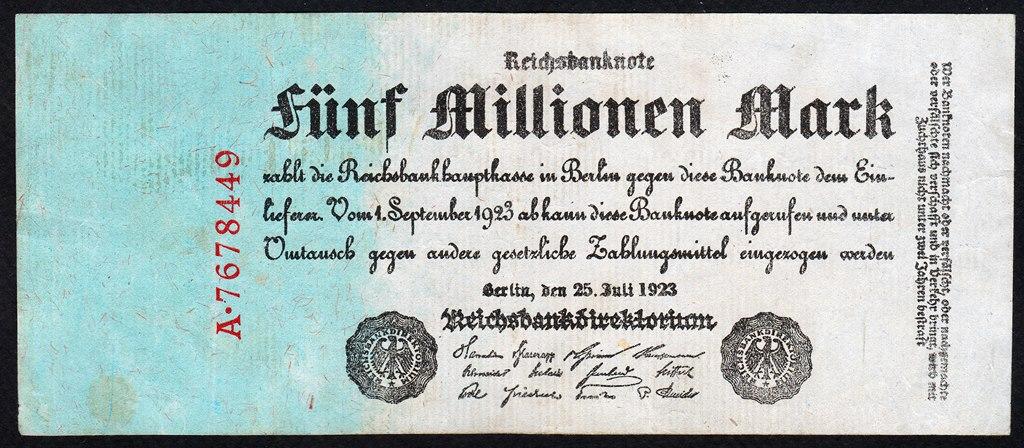 Reichsbanknote
Fünf Millionen Mark
zahlt die Reichsbankhauptkasse in Berlin gegen diese Banknote dem Ein-
lieferer. Vom 1. September 1923 ab kann diese Banknote aufgerufen und unter
Umtausch gegen andere gesetzliche Zahlungsmittel eingezogen werden
Berlin, den 25. Juli 1923
Reichsbankdirektorium
A·7678449
REICHSBANKDIREKTORIUM
REICHSBANKDIREKTORIUM
Wer Banknoten nachmacht oder verfälscht, oder nachgemachte
oder verfälschte sich verschafft und in Verkehr bringt, wird mit
Zuchthaus nicht unter zwei Jahren bestraft